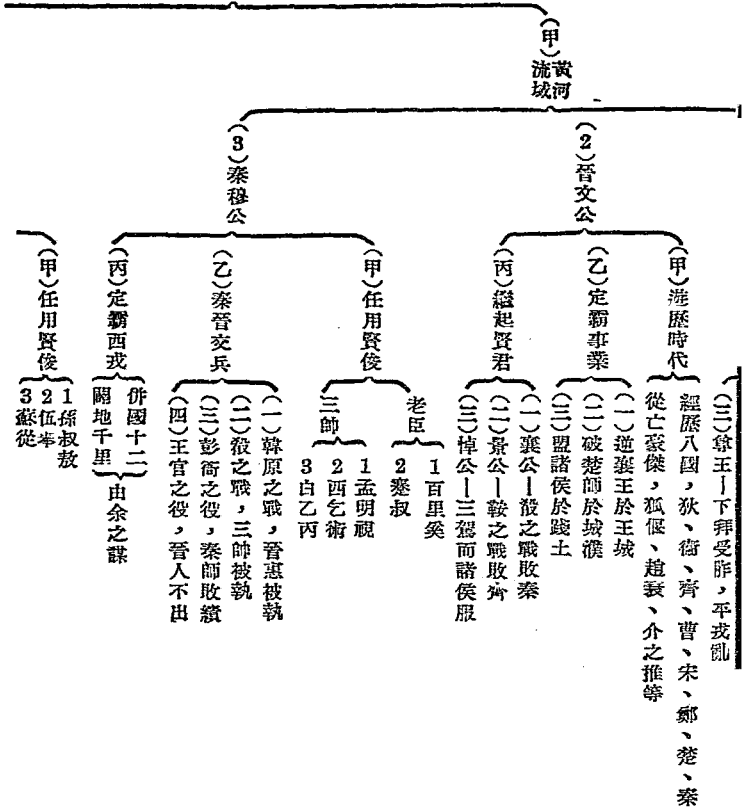 (甲)黃河
流域
(三)尊王—下拜受胙，平戎亂
(2)晉文公
(甲)遊歷時代
經歷八國，狄、衛、齊、曹、宋、鄭、楚、秦
從亡豪傑，狐偃、趙衰、介之推等
(乙)定霸事業
(一)逆襄王於王城
(二)破楚師於城濮
(三)盟諸侯於踐土
(丙)繼起賢君
(一)襄公—殽之戰敗秦
(二)景公—鞍之戰敗齊
(三)悼公—三駕而諸侯服
(3)秦穆公
(甲)任用賢俊
老臣
1百里奚
2蹇叔
三帥
1孟明視
2西乞術
3白乙丙
(乙)秦晉交兵
(一)韓原之戰，晉惠被執
(二)殽之戰，三帥被執
(三)彭衙之役，秦師敗績
(四)王官之役，晉人不出
(丙)定霸西戎
併國十二
闢地千里
由余之謀
(甲)任用賢俊
1孫叔敖
2伍舉
3蘇從